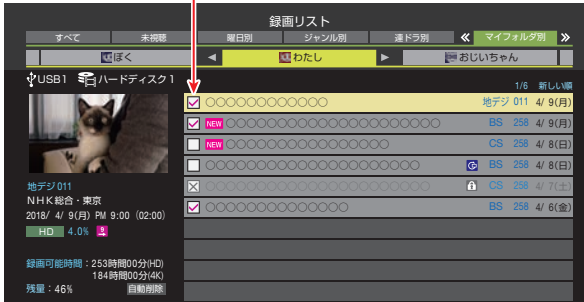 録画リスト
すべて 未視聴 曜日別 ジャンル別 連ドラ別 マイフォルダ別
ぼく わたし おじいちゃん
USB1 ハードディスク1
1/6 新しい順
○○○○○○○○○○○○ 地デジ 011 4/ 9(月)
NEW ○○○○○○○○○○○○○○○○○○○○○ BS 258 4/ 9(月)
NEW ○○○○○○○○○○○○○○○○ CS 258 4/ 8(日)
○○○○○○○○○○○○○○○○○○○○○ BS 258 4/ 8(日)
○○○○○○○○○○○○○○○○○○○○○○ CS 258 4/ 7(土)
○○○○○○○○○○○○○○ BS 258 4/ 6(金)
地デジ 011
NHK総合・東京
2018/ 4/ 9(月) PM 9:00 (02:00)
HD 4.0%
録画可能時間：253時間00分(HD)
184時間00分(4K)
残量：46% 自動削除